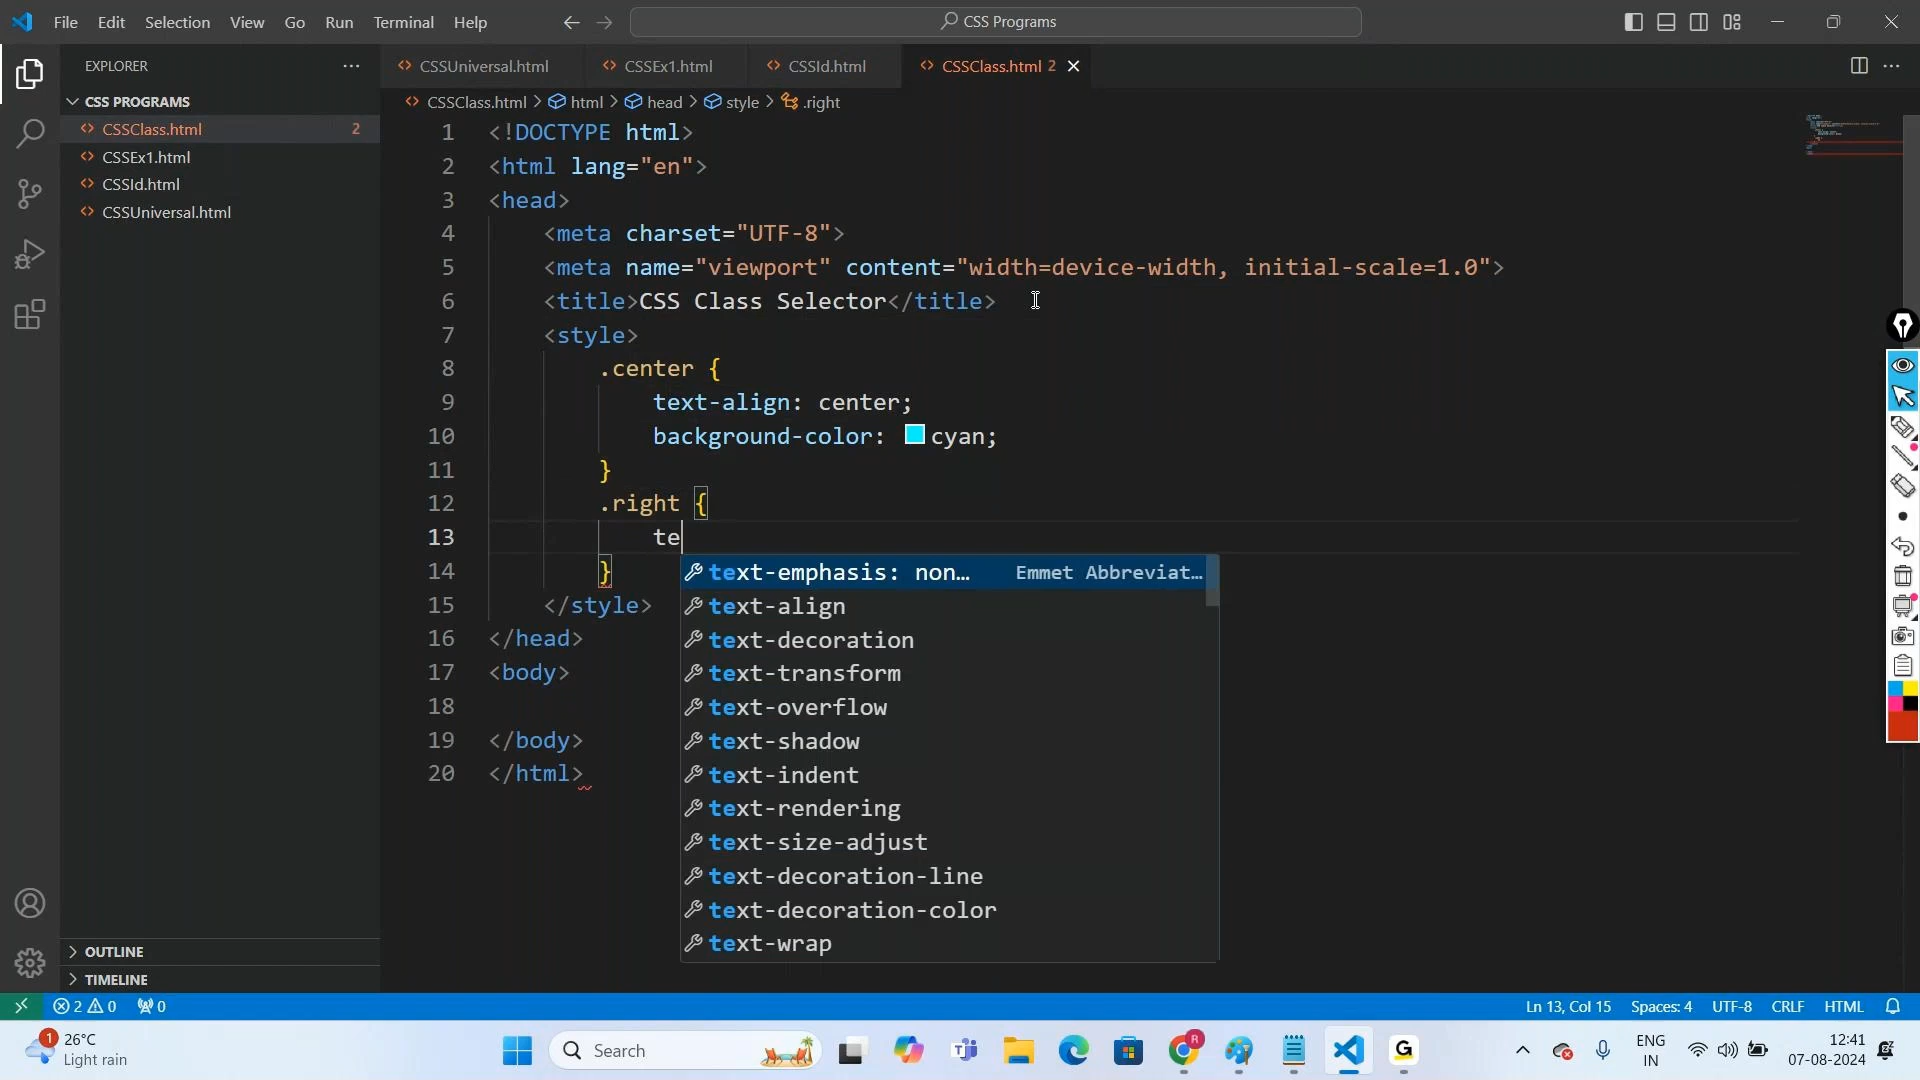 File Edit Selection View Go Run Terminal Help
CSS Programs
EXPLORER
CSS PROGRAMS
CSSClass.html 2
CSSEx1.html
CSSId.html
CSSUniversal.html
OUTLINE
TIMELINE
CSSUniversal.html CSSEx1.html CSSId.html CSSClass.html 2
CSSClass.html > html > head > style > .right
1 <!DOCTYPE html>
2 <html lang="en">
3 <head>
4 <meta charset="UTF-8">
5 <meta name="viewport" content="width=device-width, initial-scale=1.0">
6 <title>CSS Class Selector</title>
7 <style>
8 .center {
9 text-align: center;
10 background-color: cyan;
11 }
12 .right {
13 te
14 }
15 </style>
16 </head>
17 <body>
18
19 </body>
20 </html>
text-emphasis: non… Emmet Abbreviat…
text-align
text-decoration
text-transform
text-overflow
text-shadow
text-indent
text-rendering
text-size-adjust
text-decoration-line
text-decoration-color
text-wrap
2 0 0 Ln 13, Col 15 Spaces: 4 UTF-8 CRLF HTML
1
26°C
Light rain
Search
R
G
ENG
IN
12:41
07-08-2024